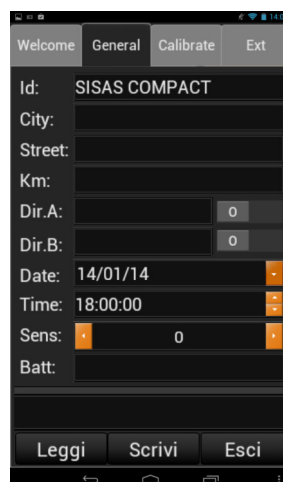 14:0
Welcome General Calibrate Ext
Id: SISAS COMPACT
City:
Street:
Km:
Dir.A: O
Dir.B: O
Date: 14/01/14
Time: 18:00:00
Sens: 0
Batt:
Leggi Scrivi Esci